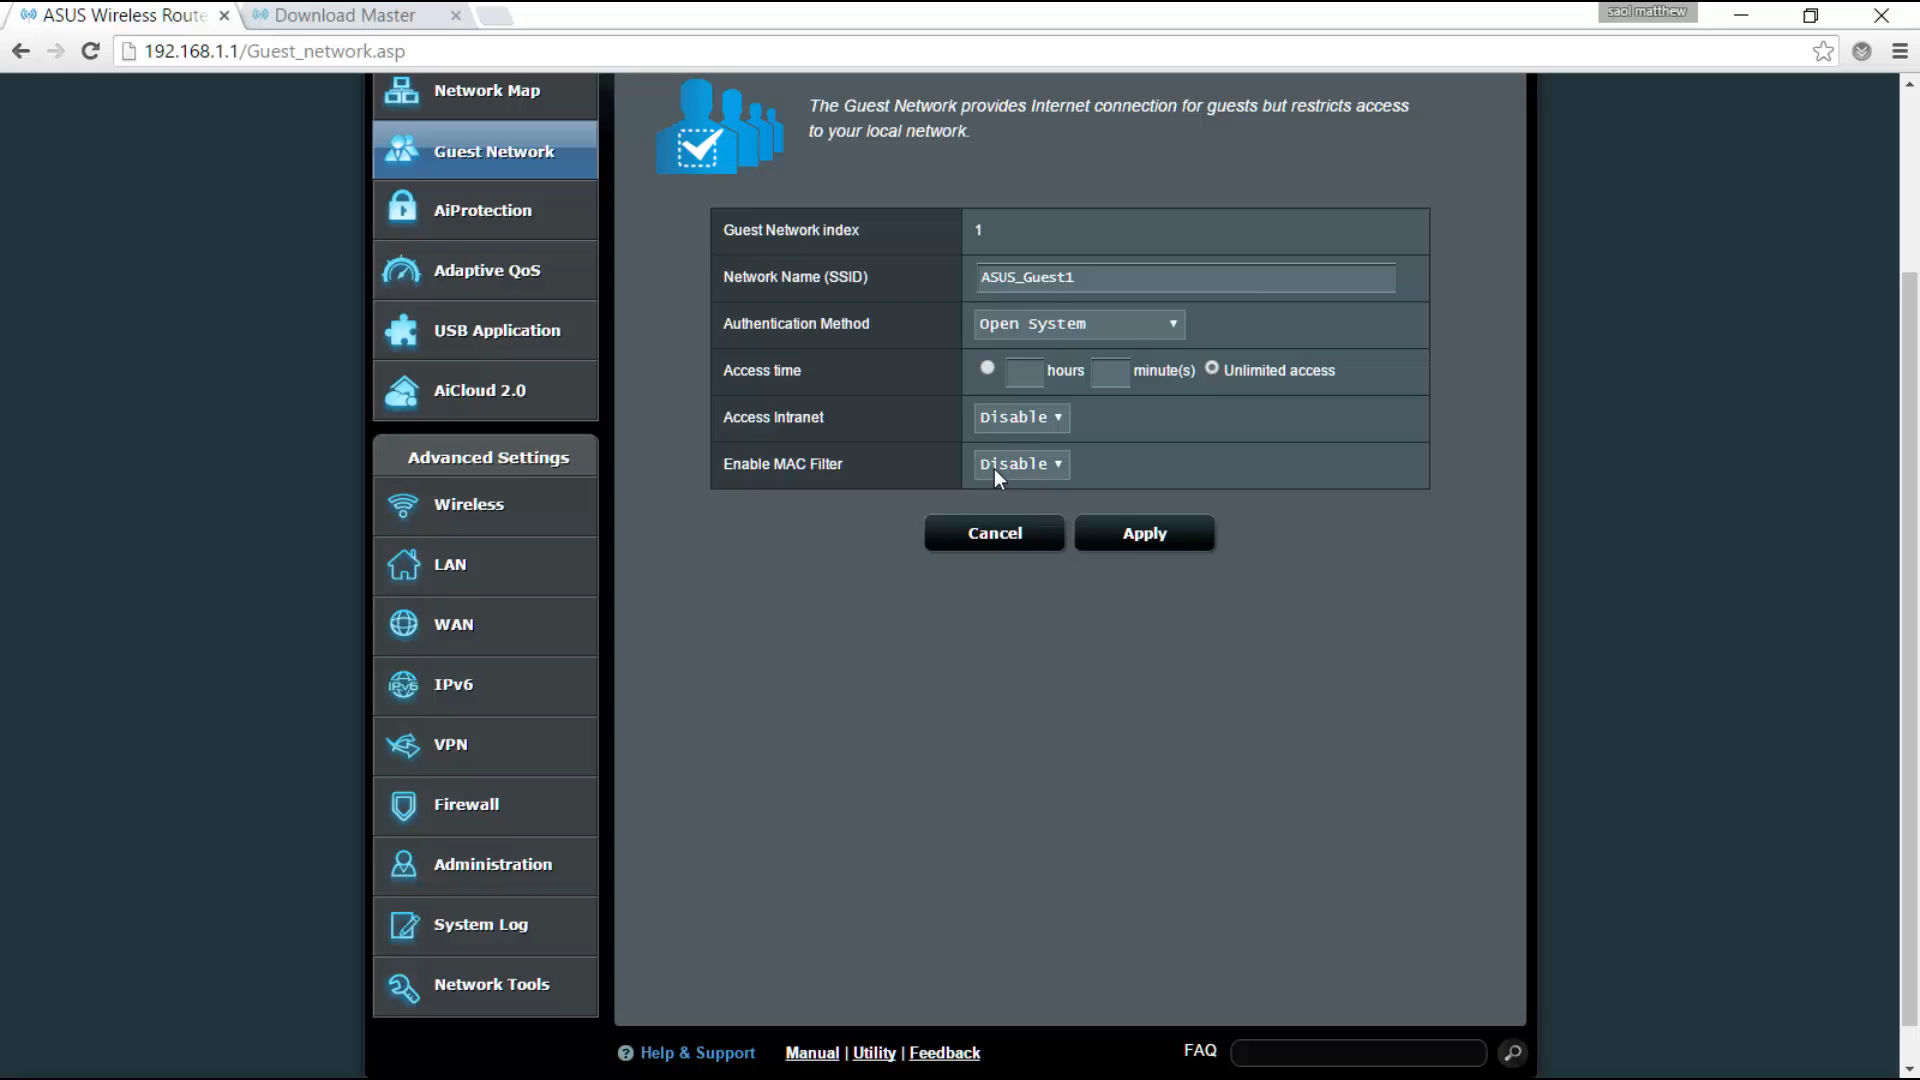 ASUS Wireless Route
Download Master
saol matthew
192.168.1.1/Guest_network.asp
Network Map
Guest Network
AiProtection
Adaptive QoS
USB Application
AiCloud 2.0
Advanced Settings
Wireless
LAN
WAN
IPv6
VPN
Firewall
Administration
System Log
Network Tools
The Guest Network provides Internet connection for guests but restricts access
to your local network.
Guest Network index 1
Network Name (SSID) ASUS_Guest1
Authentication Method Open System
Access time hours minute(s) Unlimited access
Access Intranet Disable
Enable MAC Filter Disable
Cancel Apply
? Help & Support Manual | Utility | Feedback FAQ